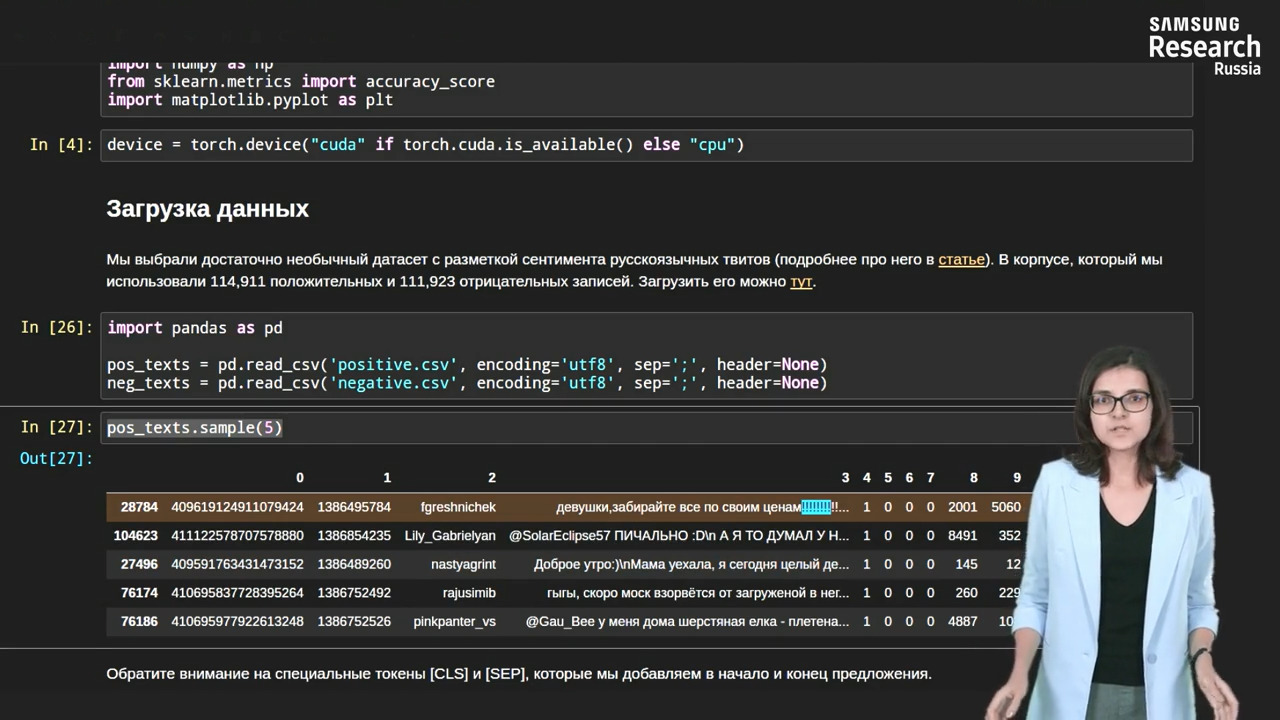 SAMSUNG
Research
Russia
import numpy as np
from sklearn.metrics import accuracy_score
import matplotlib.pyplot as plt
In [4]: device = torch.device("cuda" if torch.cuda.is_available() else "cpu")
Загрузка данных
Мы выбрали достаточно необычный датасет с разметкой сентимента русскоязычных твитов (подробнее про него в статье). В корпусе, который мы
использовали 114,911 положительных и 111,923 отрицательных записей. Загрузить его можно тут.
In [26]: import pandas as pd
pos_texts = pd.read_csv('positive.csv', encoding='utf8', sep=';', header=None)
neg_texts = pd.read_csv('negative.csv', encoding='utf8', sep=';', header=None)
In [27]: pos_texts.sample(5)
Out[27]:
0 1 2 3 4 5 6 7 8 9
28784 409619124911079424 1386495784 fgreshnichek девушки,забирайте все по своим ценам!!!!!!!!!... 1 0 0 0 2001 5060
104623 411122578707578880 1386854235 Lily_Gabrielyan @SolarEclipse57 ПИЧАЛЬНО :D\n А Я ТО ДУМАЛ У Н... 1 0 0 0 8491 352
27496 409591763431473152 1386489260 nastyagrint Доброе утро:)\nМама уехала, я сегодня целый де... 1 0 0 0 145 12
76174 410695837728395264 1386752492 rajusimib гыгы, скоро моск взорвётся от загруженой в нег... 1 0 0 0 260 229
76186 410695977922613248 1386752526 pinkpanter_vs @Gau_Bee у меня дома шерстяная елка - плетена... 1 0 0 0 4887
Обратите внимание на специальные токены [CLS] и [SEP], которые мы добавляем в начало и конец предложения.